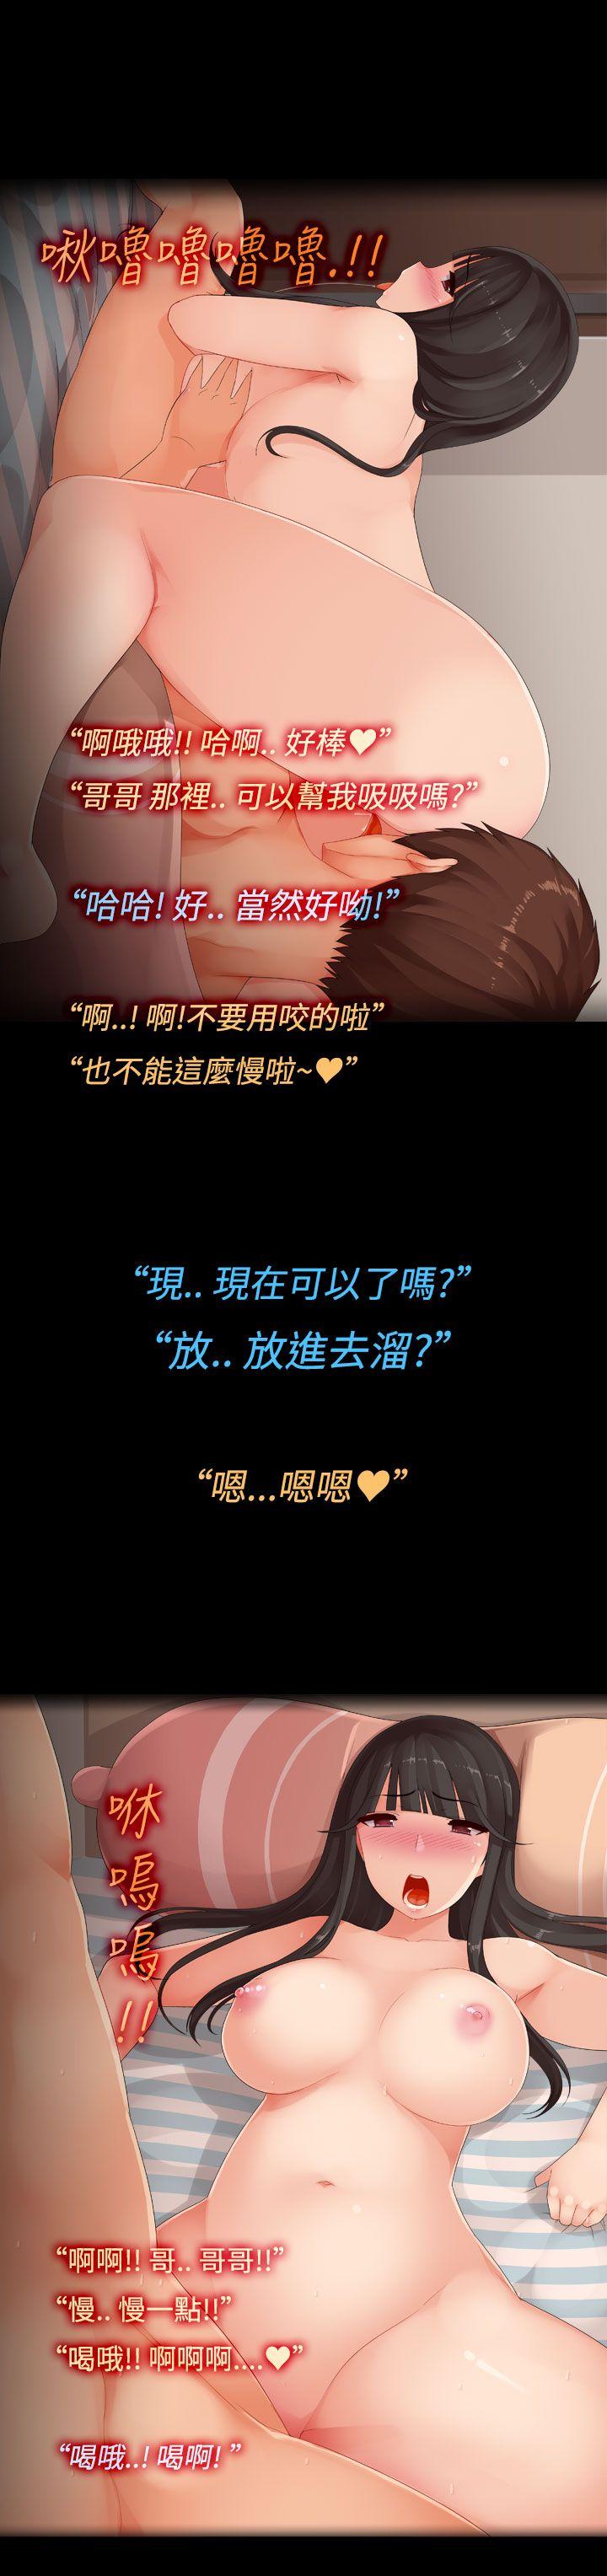 啾嚕嚕嚕嚕.!!
“啊哦哦!! 哈啊.. 好棒♥”
“哥哥 那裡.. 可以幫我吸吸嗎?”
“哈哈! 好.. 當然好呦!”
“啊..! 啊!不要用咬的啦”
“也不能這麼慢啦~♥”
“現.. 現在可以了嗎?”
“放.. 放進去溜?”
“嗯...嗯嗯♥”
咻嗚嗚!!
“啊啊!! 哥.. 哥哥!!”
“慢.. 慢一點!!”
“喝哦!! 啊啊啊....♥”
“喝哦..! 喝啊! ”